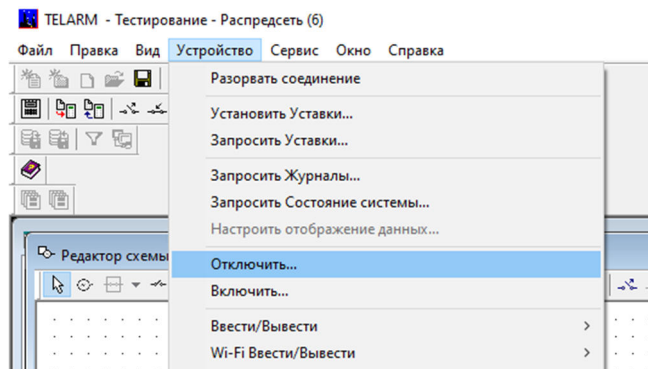 TELARM - Тестирование - Распредсеть (6)
Файл Правка Вид Устройство Сервис Окно Справка
Разорвать соединение
Установить Уставки...
Запросить Уставки...
Запросить Журналы...
Запросить Состояние системы...
Настроить отображение данных...
Редактор схемы
Отключить...
Включить...
Ввести/Вывести
Wi-Fi Ввести/Вывести